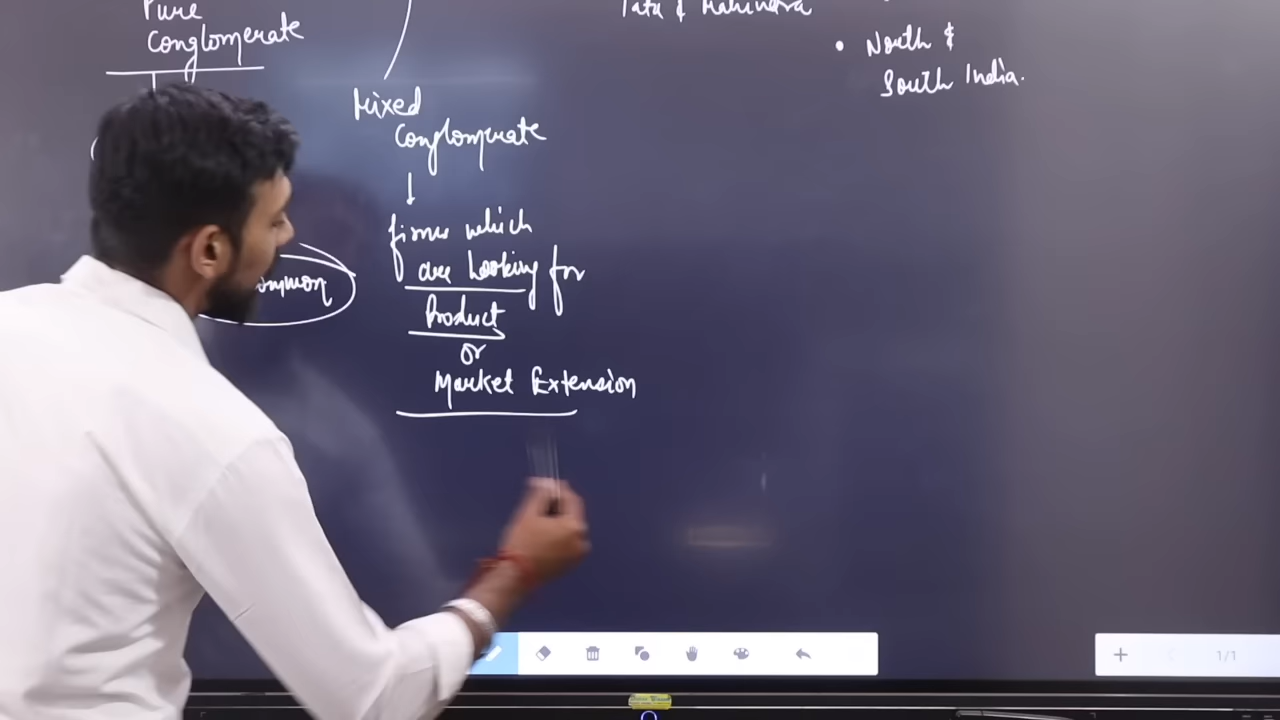 Pure
Conglomerate
Mixed
Conglomerate
firms which
are looking for
Product
or
Market Extension
common
Tata & Mahindra
• North &
South India.
1/1